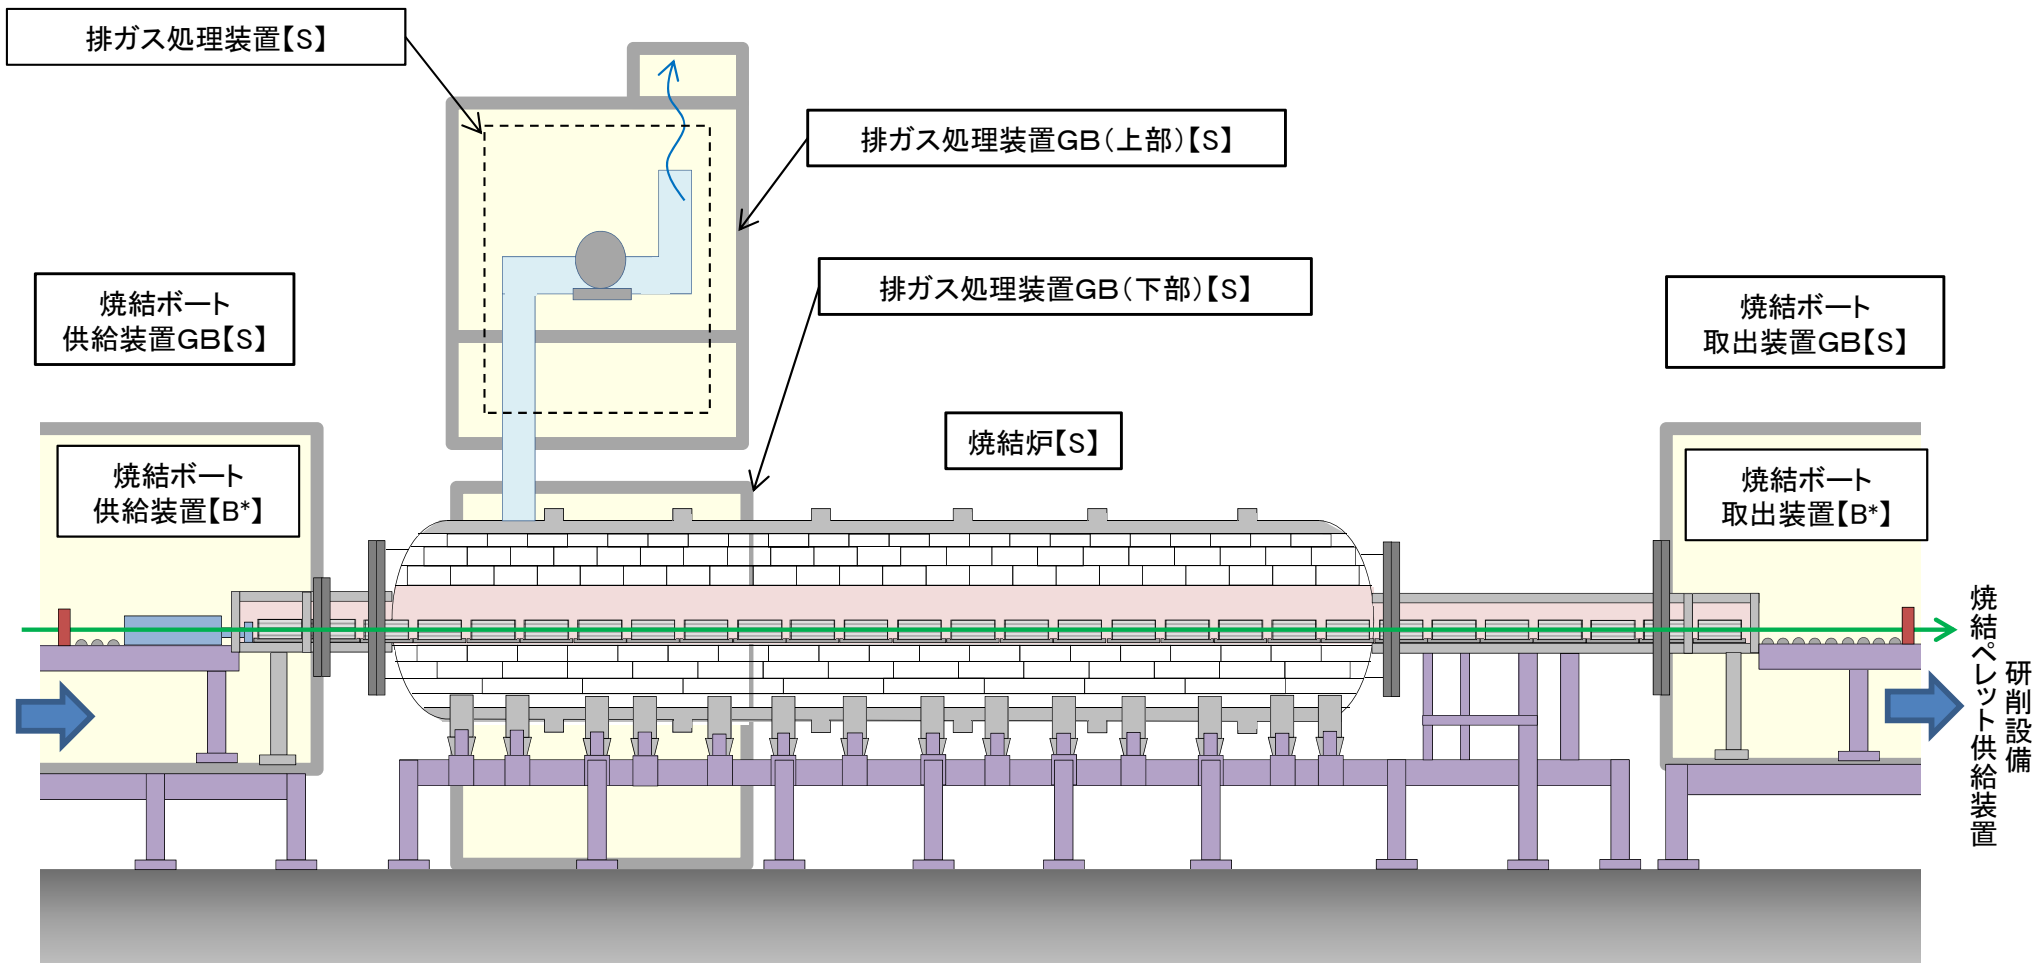 排ガス処理装置【S】
排ガス処理装置GB（上部）【S】
排ガス処理装置GB（下部）【S】
焼結ボート
供給装置GB【S】
焼結ボート
取出装置GB【S】
焼結炉【S】
焼結ボート
供給装置【B*】
焼結ボート
取出装置【B*】
研削設備
焼結ペレット供給装置